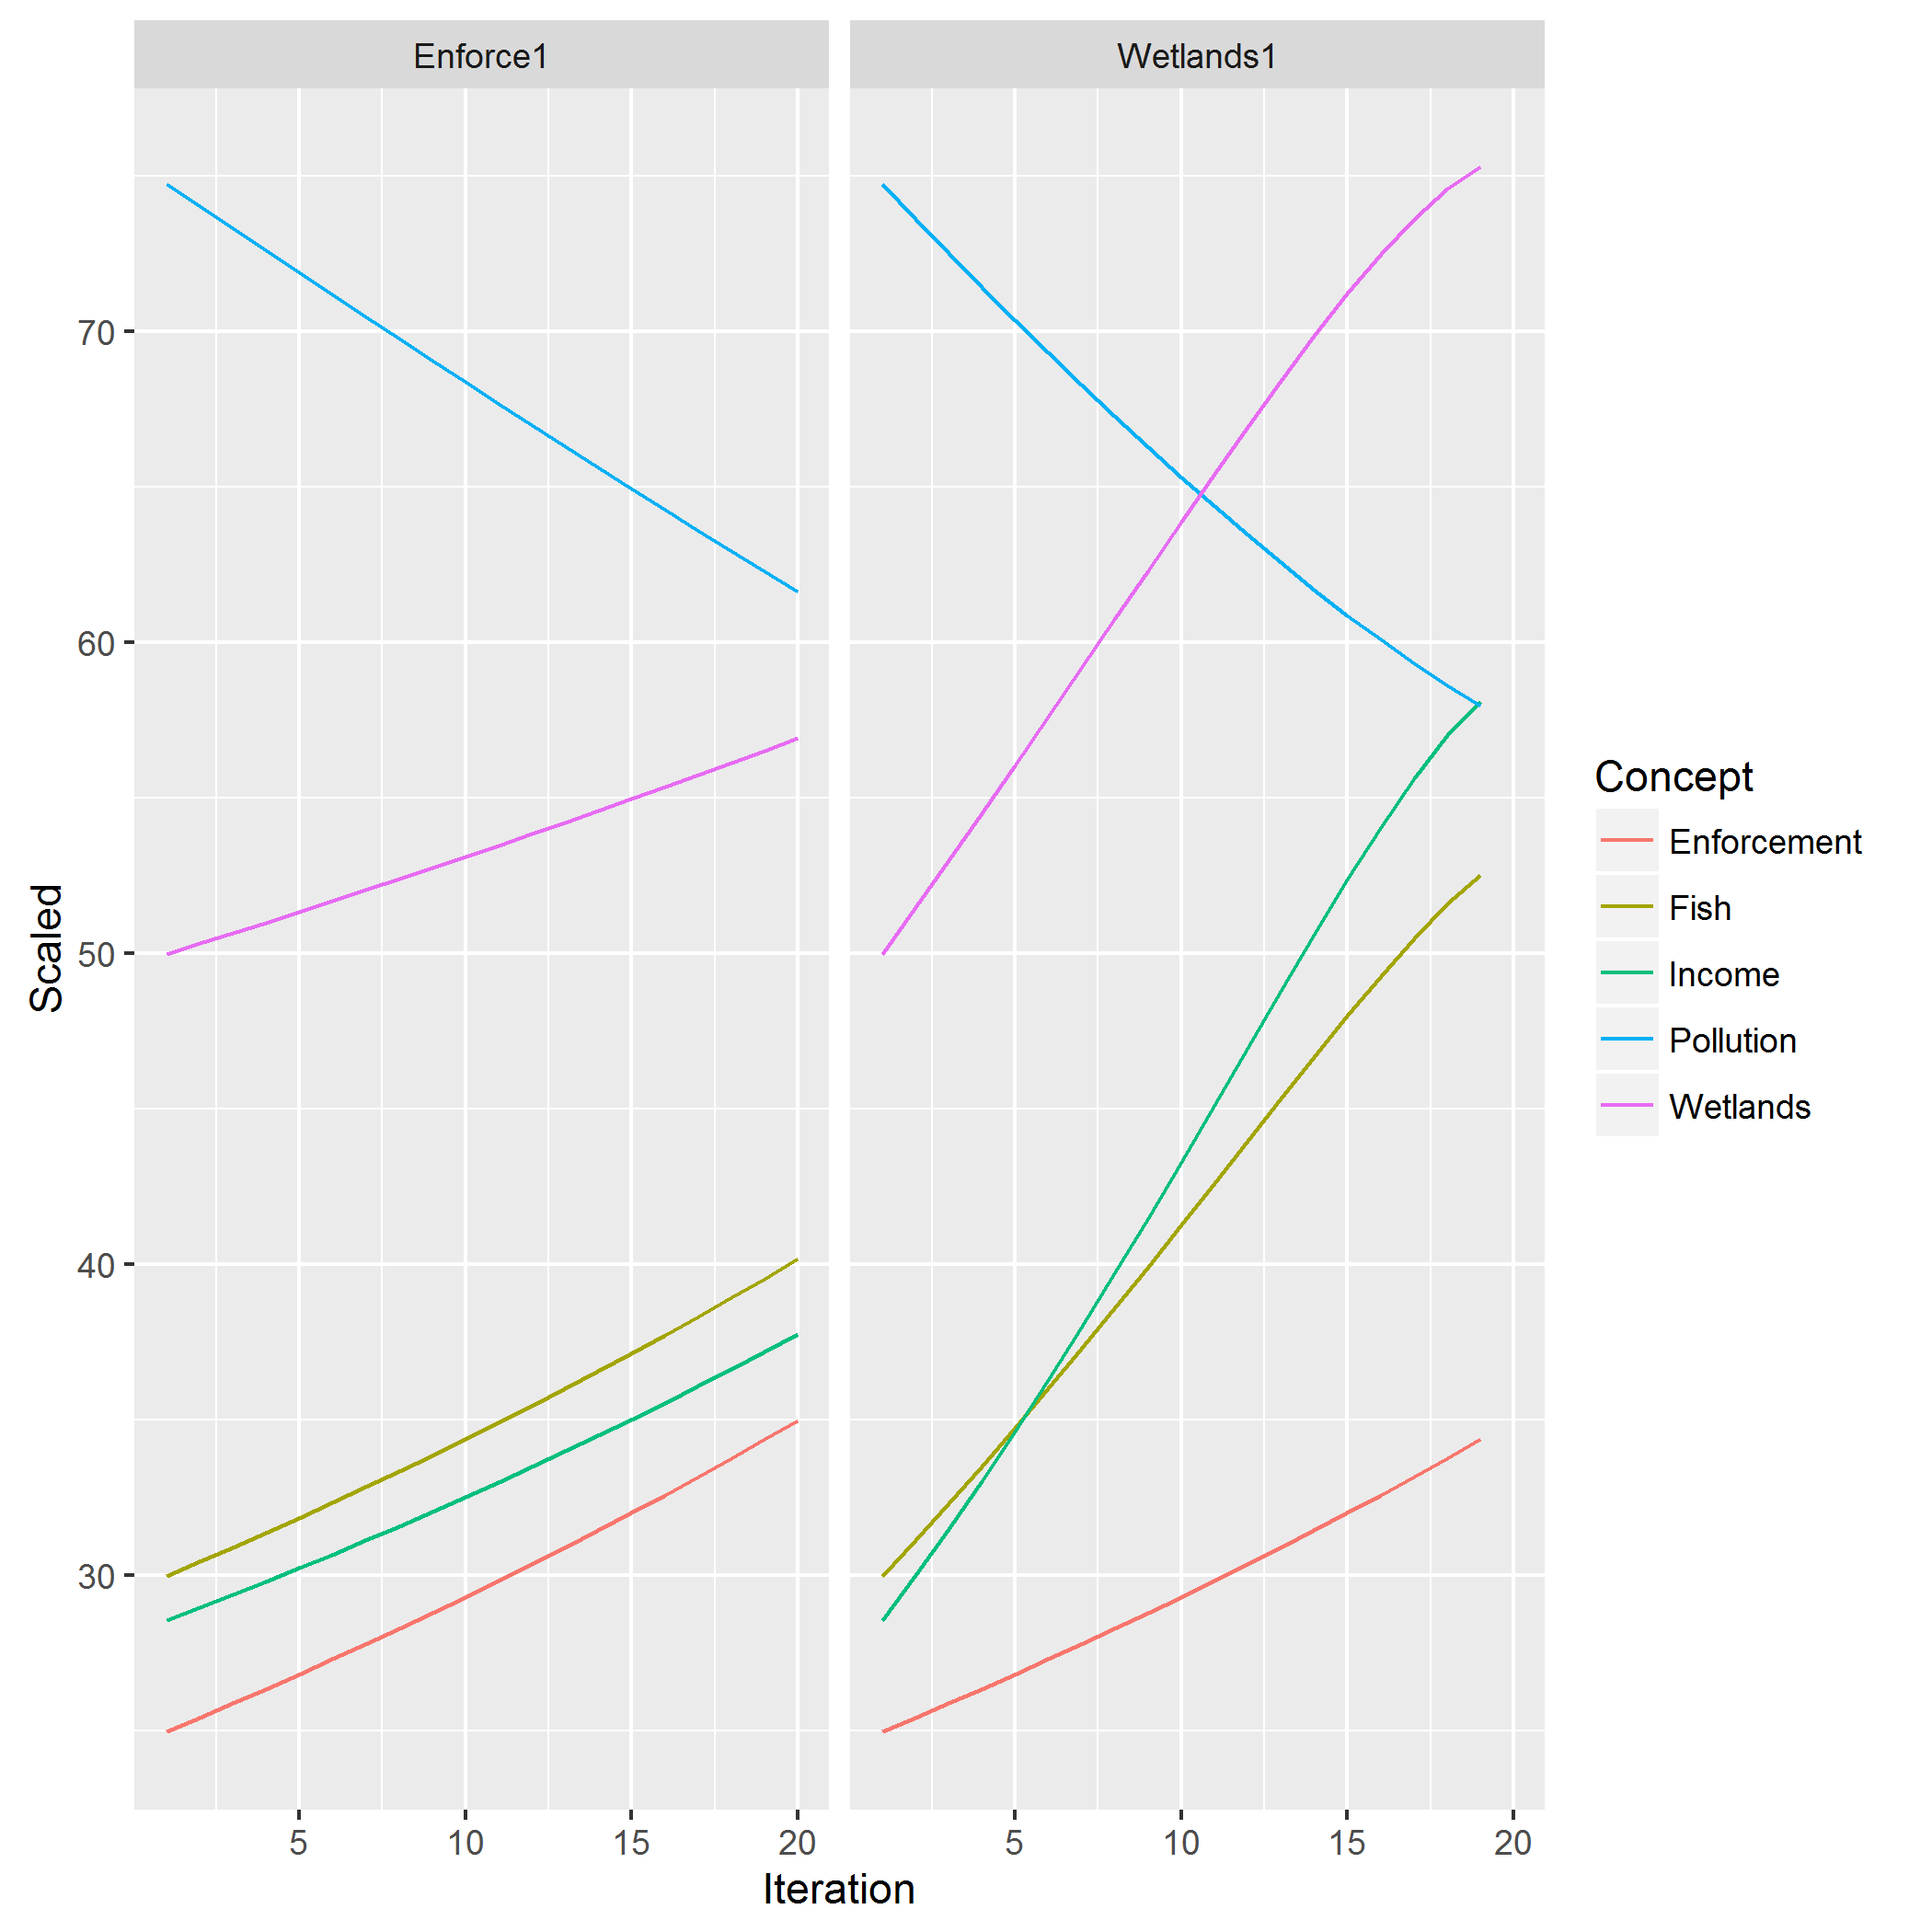 Enforce1
Wetlands1
Scaled
70
60
50
40
30
5 10 15 20
5 10 15 20
Iteration
Concept
Enforcement
Fish
Income
Pollution
Wetlands